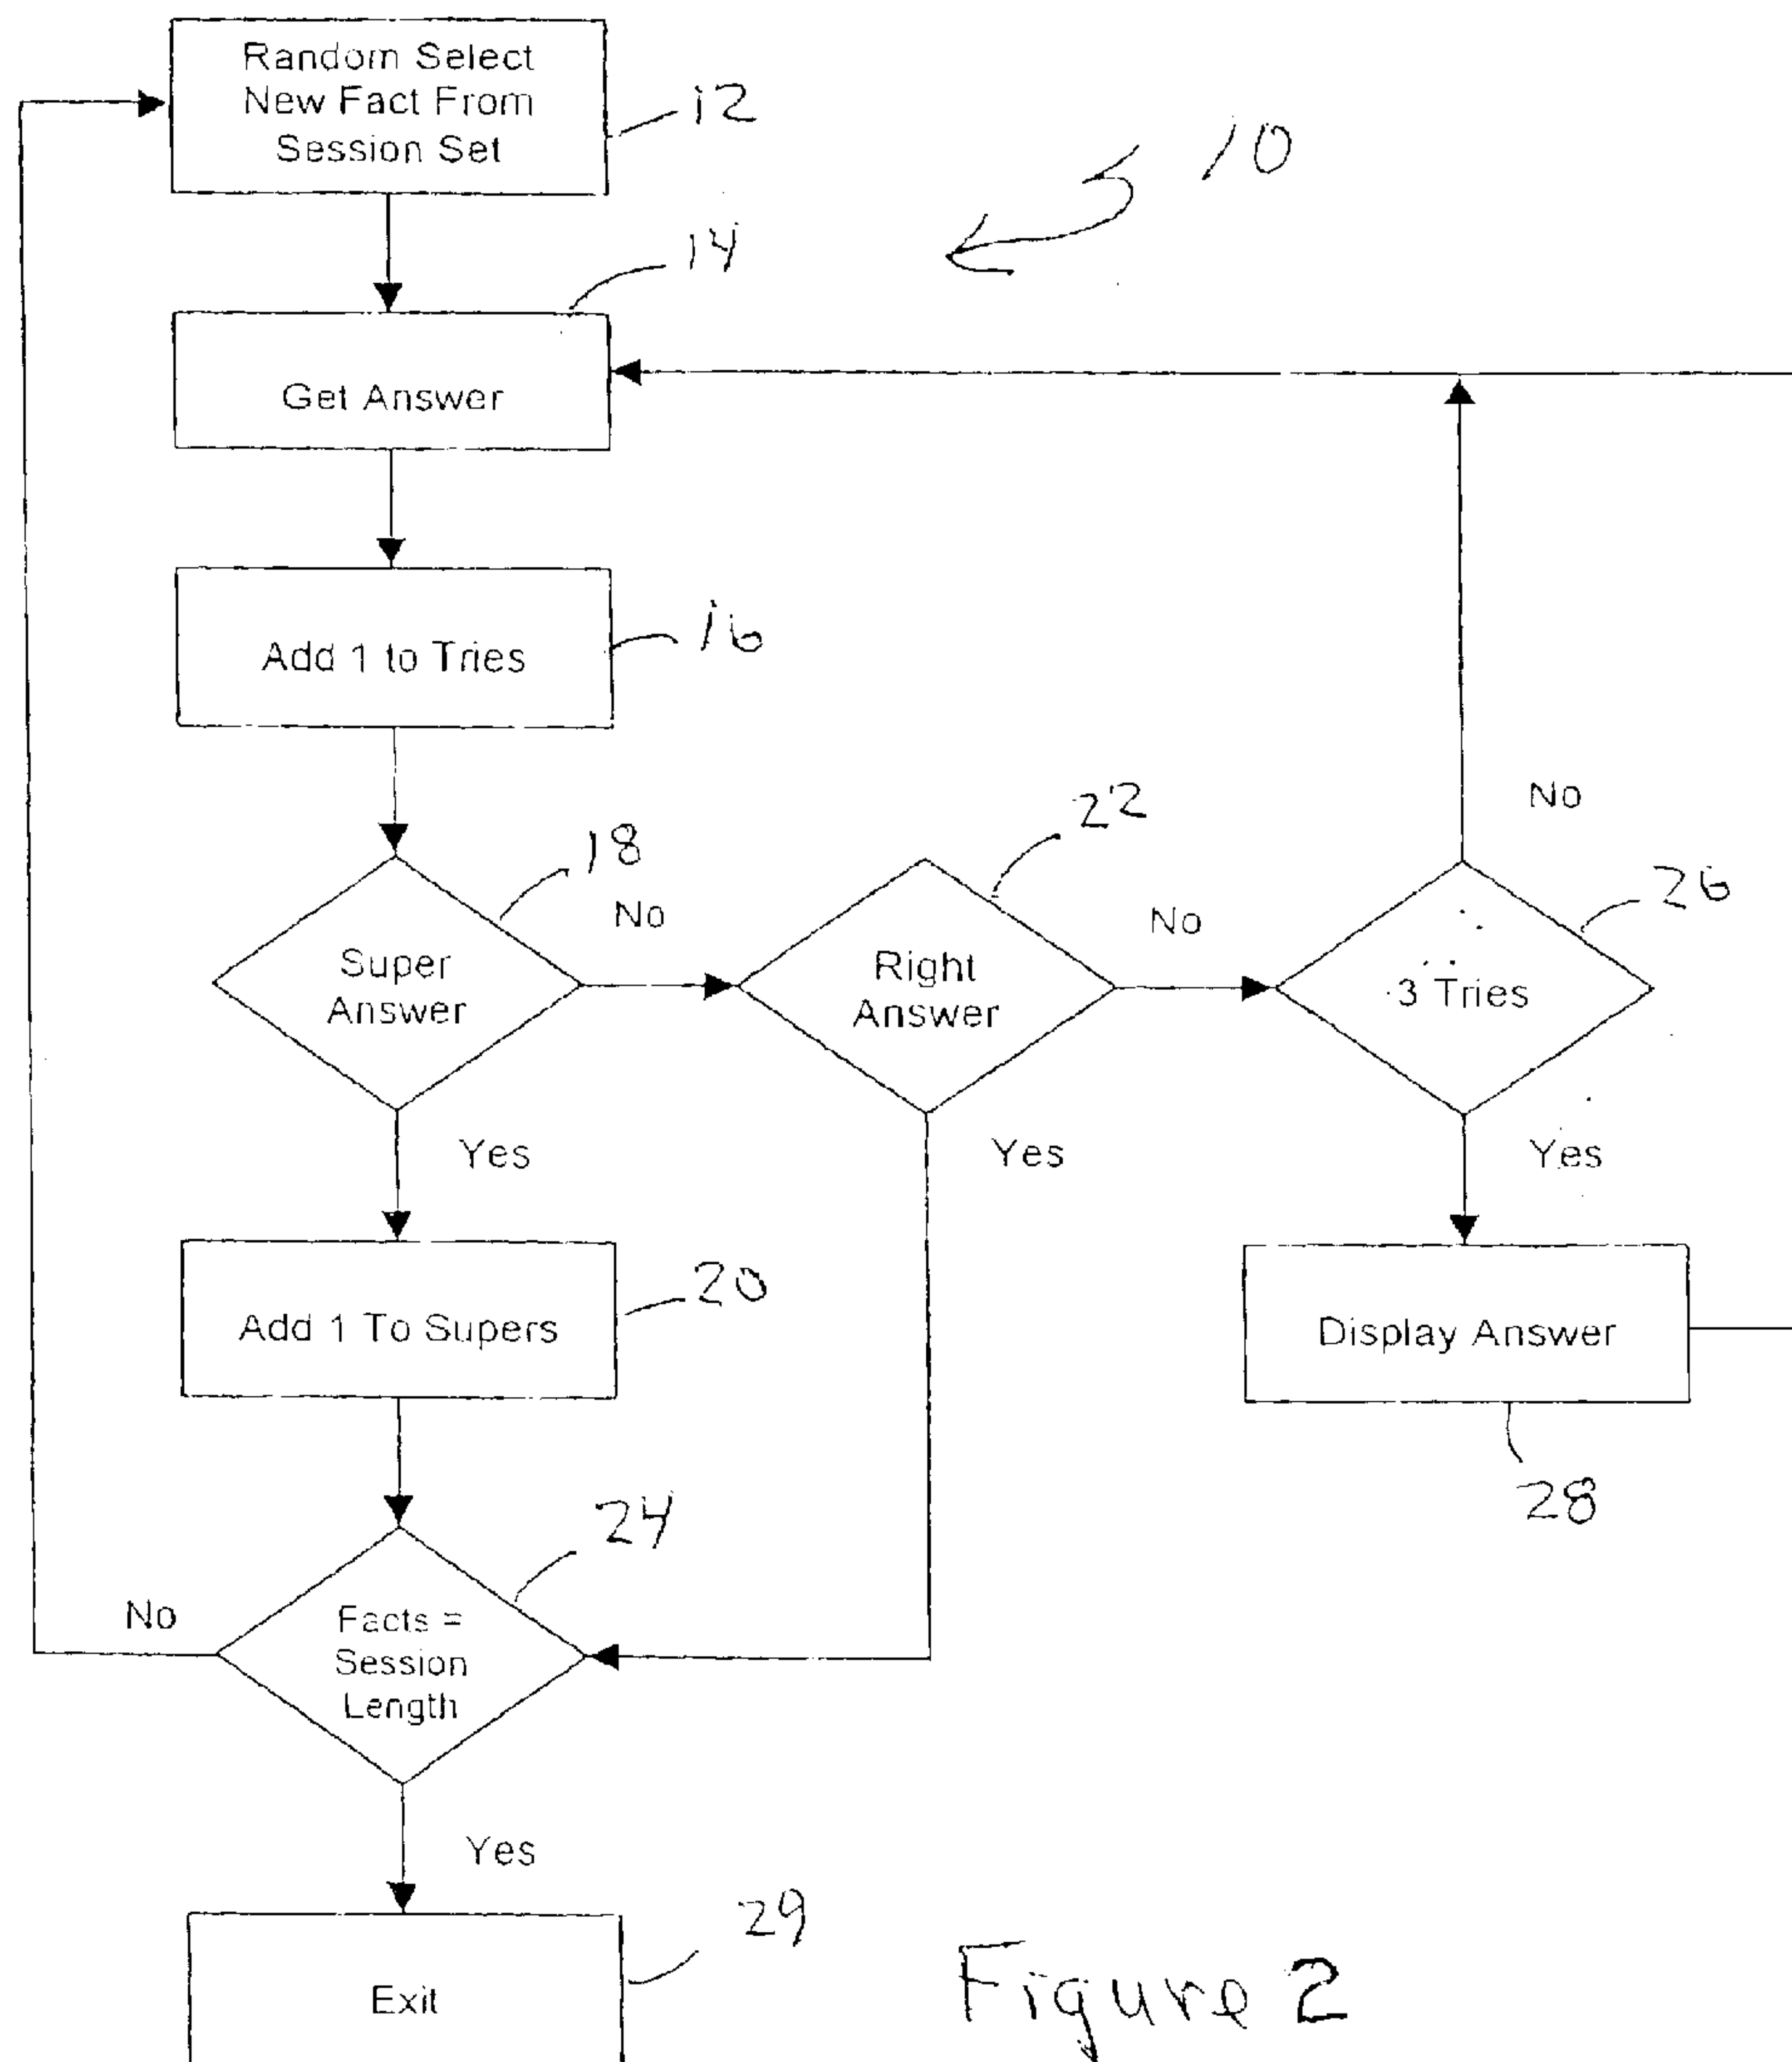 Random Select
New Fact From
Session Set
12
10
14
Get Answer
Add 1 to Tries
16
18
Super
Answer
No
22
Right
Answer
No
No
26
3 Tries
Yes
Yes
Yes
Add 1 To Supers
20
Display Answer
28
24
No
Facts =
Session
Length
Yes
29
Exit
Figure 2